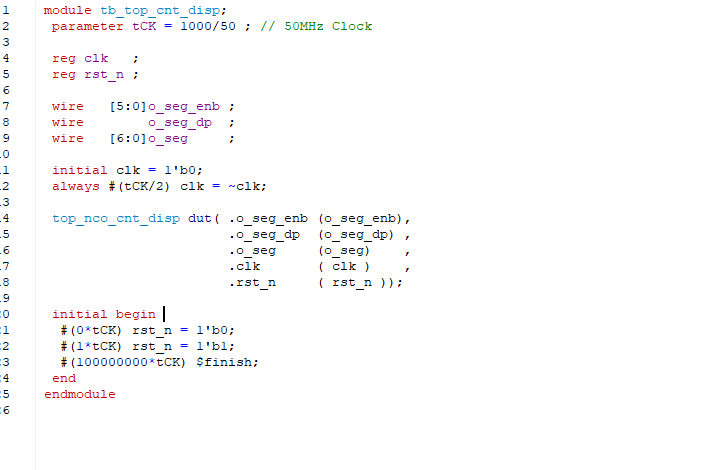 1 module tb_top_cnt_disp;
2 parameter tCK = 1000/50 ; // 50MHz Clock
3
4 reg clk ;
5 reg rst_n ;
6
7 wire [5:0]o_seg_enb ;
8 wire o_seg_dp ;
9 wire [6:0]o_seg ;
0
1 initial clk = 1'b0;
2 always #(tCK/2) clk = ~clk;
3
4 top_nco_cnt_disp dut( .o_seg_enb (o_seg_enb),
5 .o_seg_dp (o_seg_dp) ,
6 .o_seg (o_seg) ,
7 .clk ( clk ) ,
8 .rst_n ( rst_n ));
9
0 initial begin
1 #(0*tCK) rst_n = 1'b0;
2 #(1*tCK) rst_n = 1'b1;
3 #(100000000*tCK) $finish;
4 end
5 endmodule
6